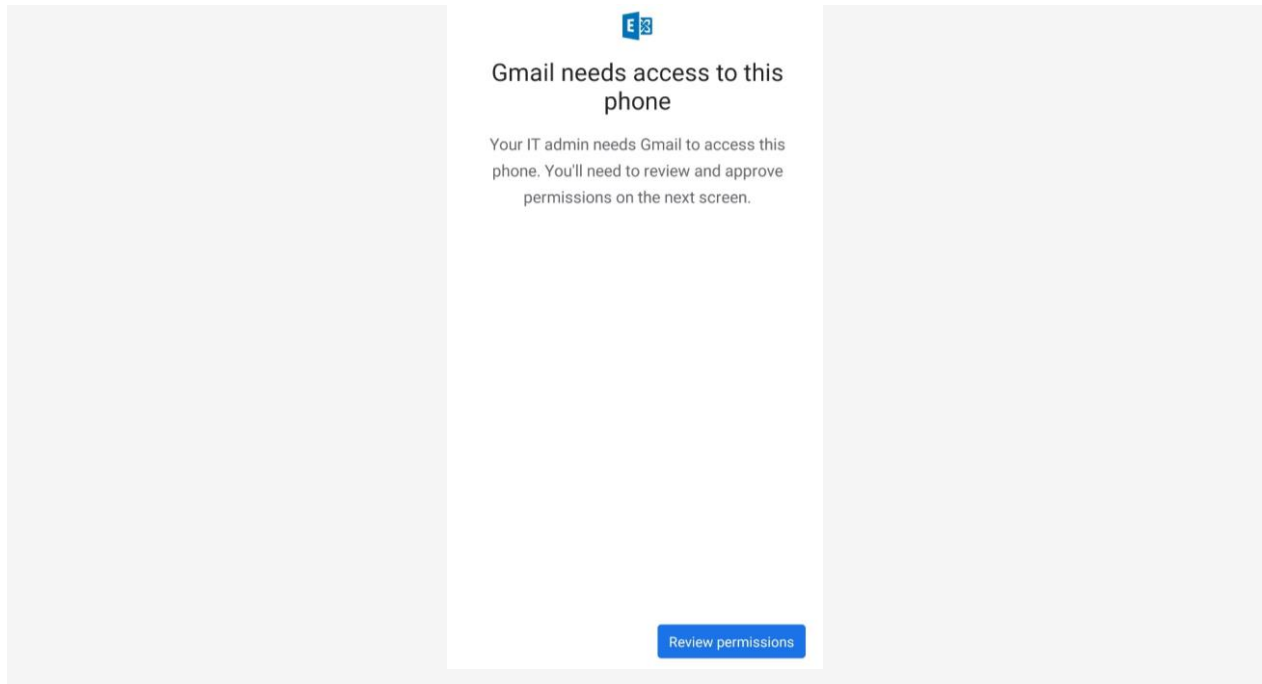 E
Gmail needs access to this
phone
Your IT admin needs Gmail to access this
phone. You'll need to review and approve
permissions on the next screen.
Review permissions